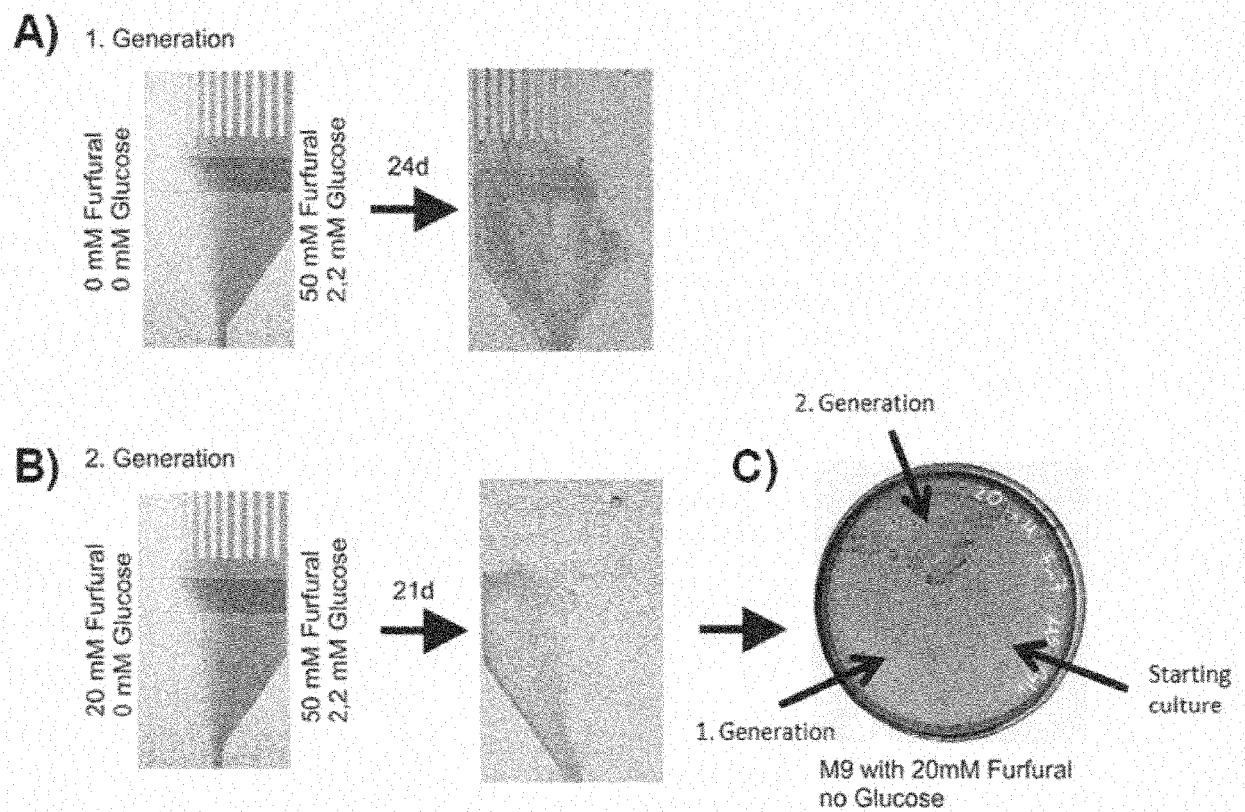 A) 1. Generation
0 mM Furfural
0 mM Glucose
50 mM Furfural
2,2 mM Glucose
24d
B) 2. Generation
20 mM Furfural
0 mM Glucose
50 mM Furfural
2,2 mM Glucose
21d
C)
2. Generation
1. Generation
Starting
culture
M9 with 20mM Furfural
no Glucose